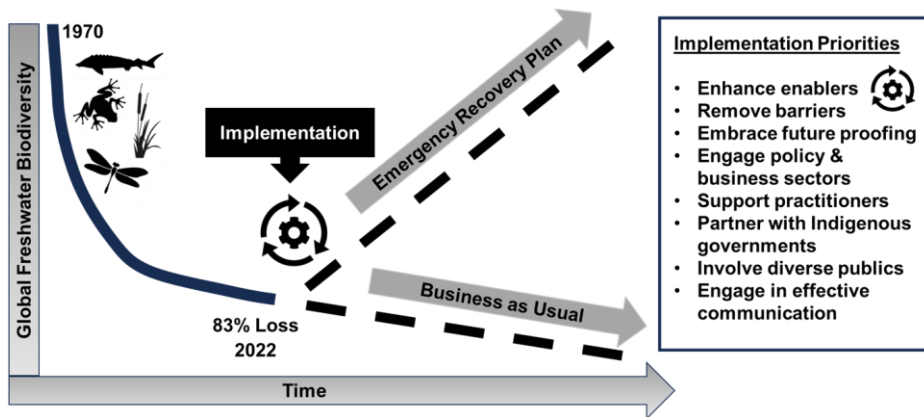 Global Freshwater Biodiversity
1970
Implementation
83% Loss
2022
Emergency Recovery Plan
Business as Usual
Time
Implementation Priorities
• Enhance enablers
• Remove barriers
• Embrace future proofing
• Engage policy &
business sectors
• Support practitioners
• Partner with Indigenous
governments
• Involve diverse publics
• Engage in effective
communication